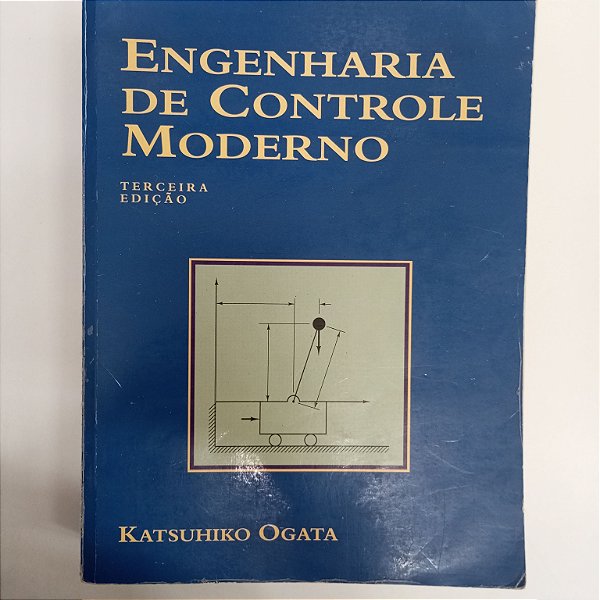 ENGENHARIA
DE CONTROLE
MODERNO
TERCEIRA
EDIÇÃO
KATSUHIKO OGATA